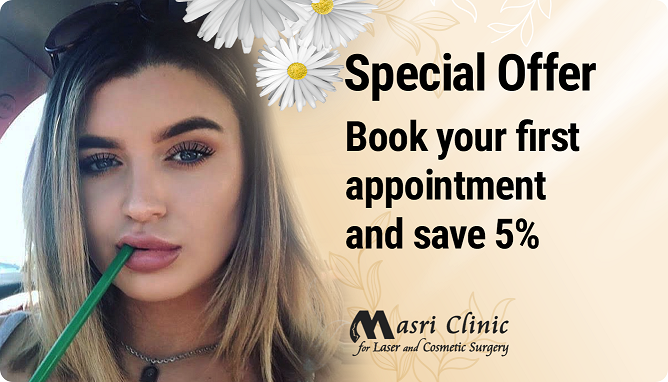 Special Offer
Book your first
appointment
and save 5%
Masri Clinic
for Laser and Cosmetic Surgery